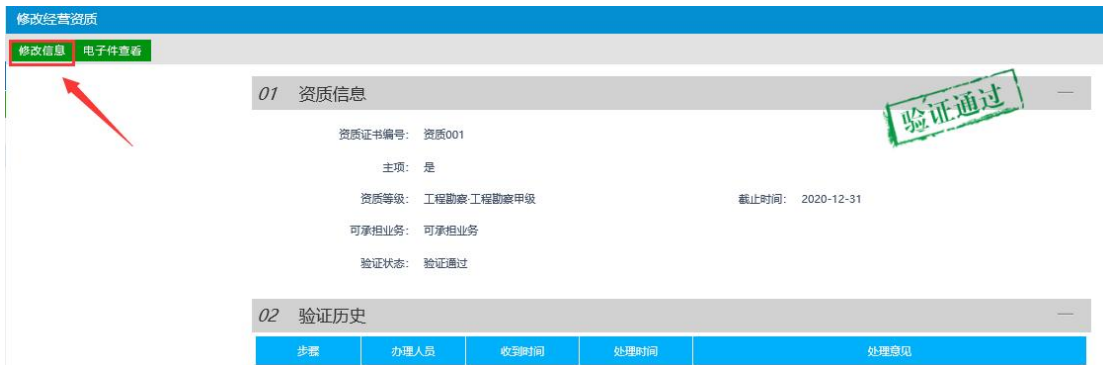 修改经营资质
修改信息 电子件查看
01 资质信息 —
验证通过
资质证书编号： 资质001
主项： 是
资质等级： 工程勘察·工程勘察甲级 截止时间： 2020-12-31
可承担业务： 可承担业务
验证状态： 验证通过
02 验证历史 —
步骤 办理人员 收到时间 处理时间 处理意见